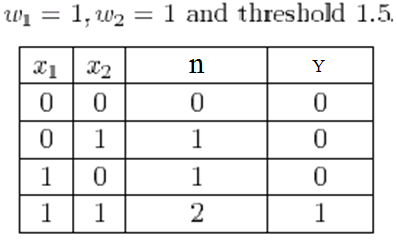 w₁ = 1, w₂ = 1 and threshold 1.5.
x₁ x₂ n Y
0 0 0 0
0 1 1 0
1 0 1 0
1 1 2 1